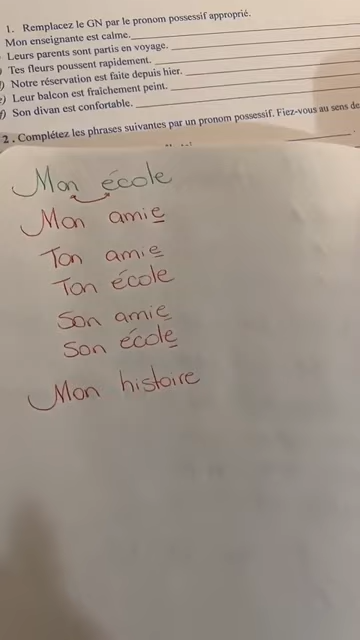 1. Remplacez le GN par le pronom possessif approprié.
Mon enseignante est calme.
Leurs parents sont partis en voyage.
Tes fleurs poussent rapidement.
Notre réservation est faite depuis hier.
Leur balcon est fraîchement peint.
f) Son divan est confortable.
2. Complétez les phrases suivantes par un pronom possessif. Fiez-vous au sens de
Mon école
Mon amie
Ton amie
Ton école
Son amie
Son école
Mon histoire